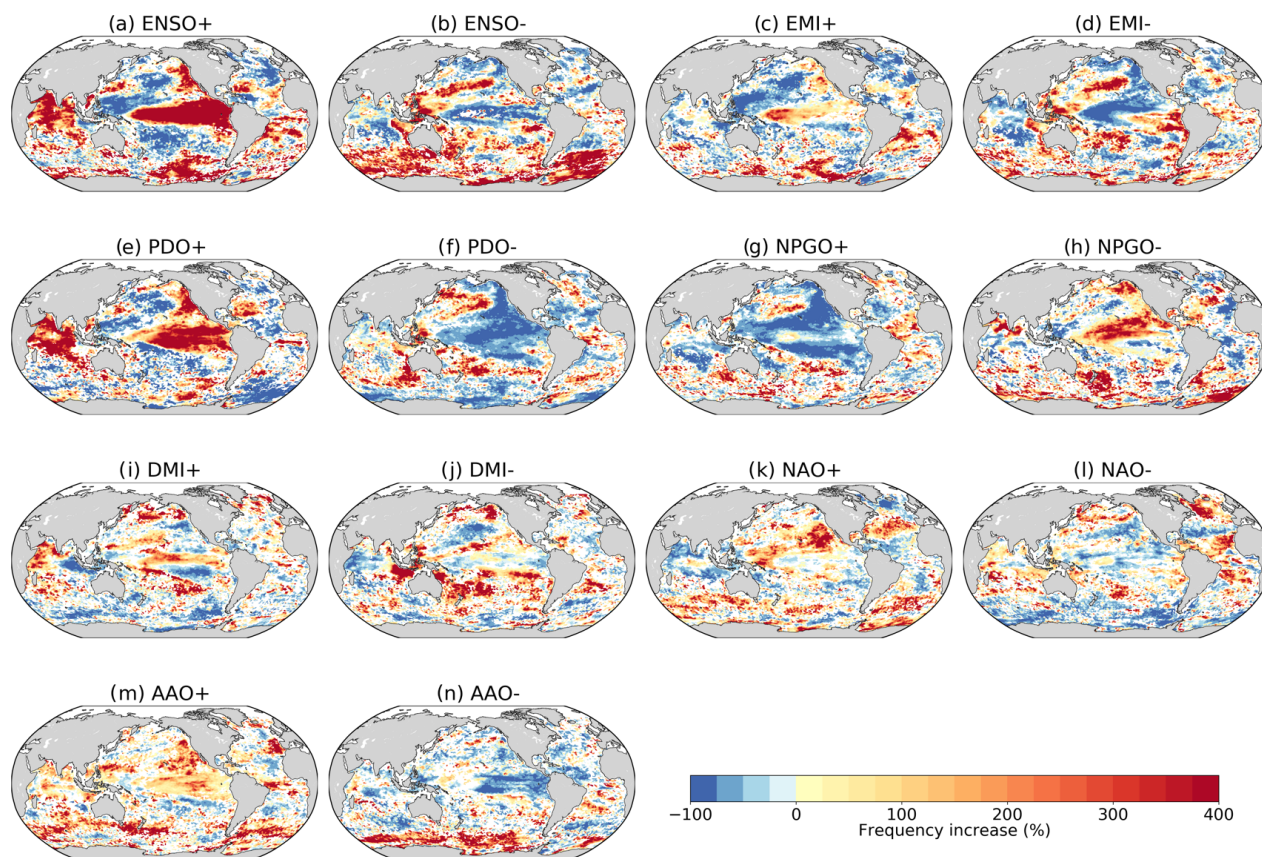 (a) ENSO+
(b) ENSO-
(c) EMI+
(d) EMI-
(e) PDO+
(f) PDO-
(g) NPGO+
(h) NPGO-
(i) DMI+
(j) DMI-
(k) NAO+
(l) NAO-
(m) AAO+
(n) AAO-
−100 0 100 200 300 400
Frequency increase (%)